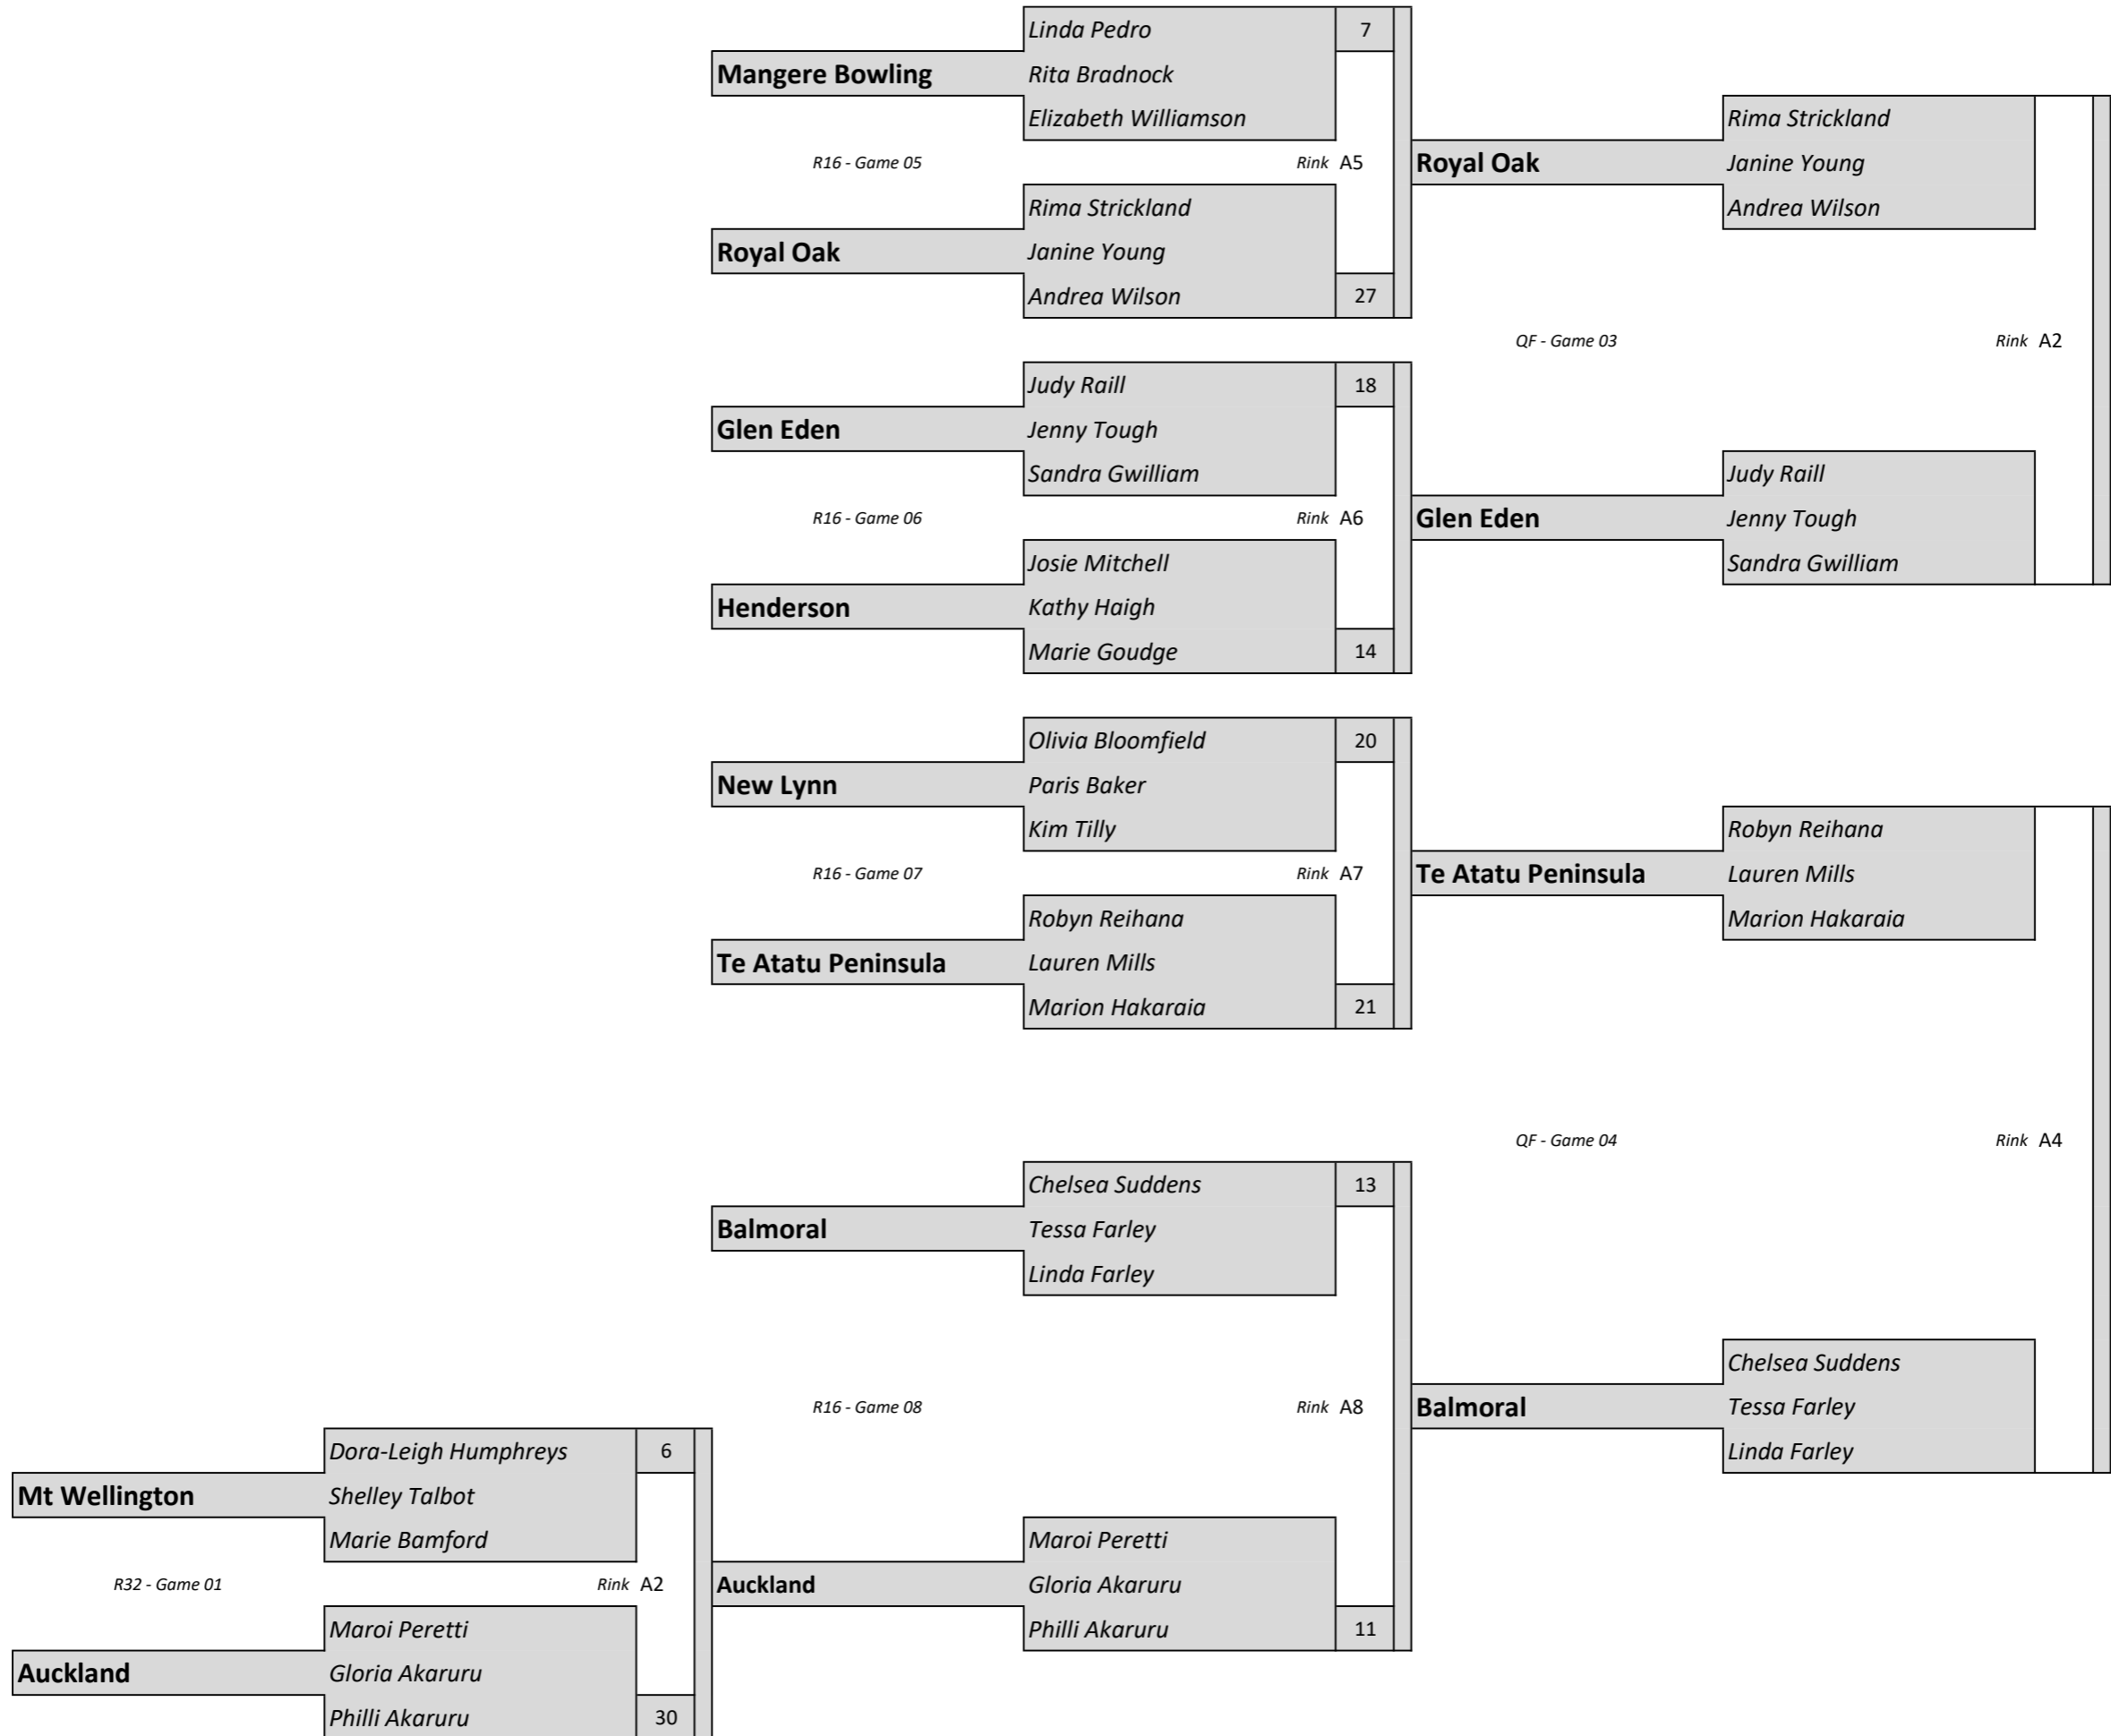 Linda Pedro 7
Mangere Bowling Rita Bradnock
Elizabeth Williamson
Rima Strickland
R16 - Game 05 Rink A5 Royal Oak Janine Young
Rima Strickland Andrea Wilson
Royal Oak Janine Young
Andrea Wilson 27
QF - Game 03 Rink A2
Judy Raill 18
Glen Eden Jenny Tough
Sandra Gwilliam Judy Raill
R16 - Game 06 Rink A6 Glen Eden Jenny Tough
Josie Mitchell Sandra Gwilliam
Henderson Kathy Haigh
Marie Goudge 14
Olivia Bloomfield 20
New Lynn Paris Baker
Kim Tilly Robyn Reihana
R16 - Game 07 Rink A7 Te Atatu Peninsula Lauren Mills
Robyn Reihana Marion Hakaraia
Te Atatu Peninsula Lauren Mills
Marion Hakaraia 21
QF - Game 04 Rink A4
Chelsea Suddens 13
Balmoral Tessa Farley
Linda Farley
Chelsea Suddens
R16 - Game 08 Rink A8 Balmoral Tessa Farley
Dora-Leigh Humphreys 6 Linda Farley
Mt Wellington Shelley Talbot
Marie Bamford Maroi Peretti
R32 - Game 01 Rink A2 Auckland Gloria Akaruru
Maroi Peretti Philli Akaruru 11
Auckland Gloria Akaruru
Philli Akaruru 30